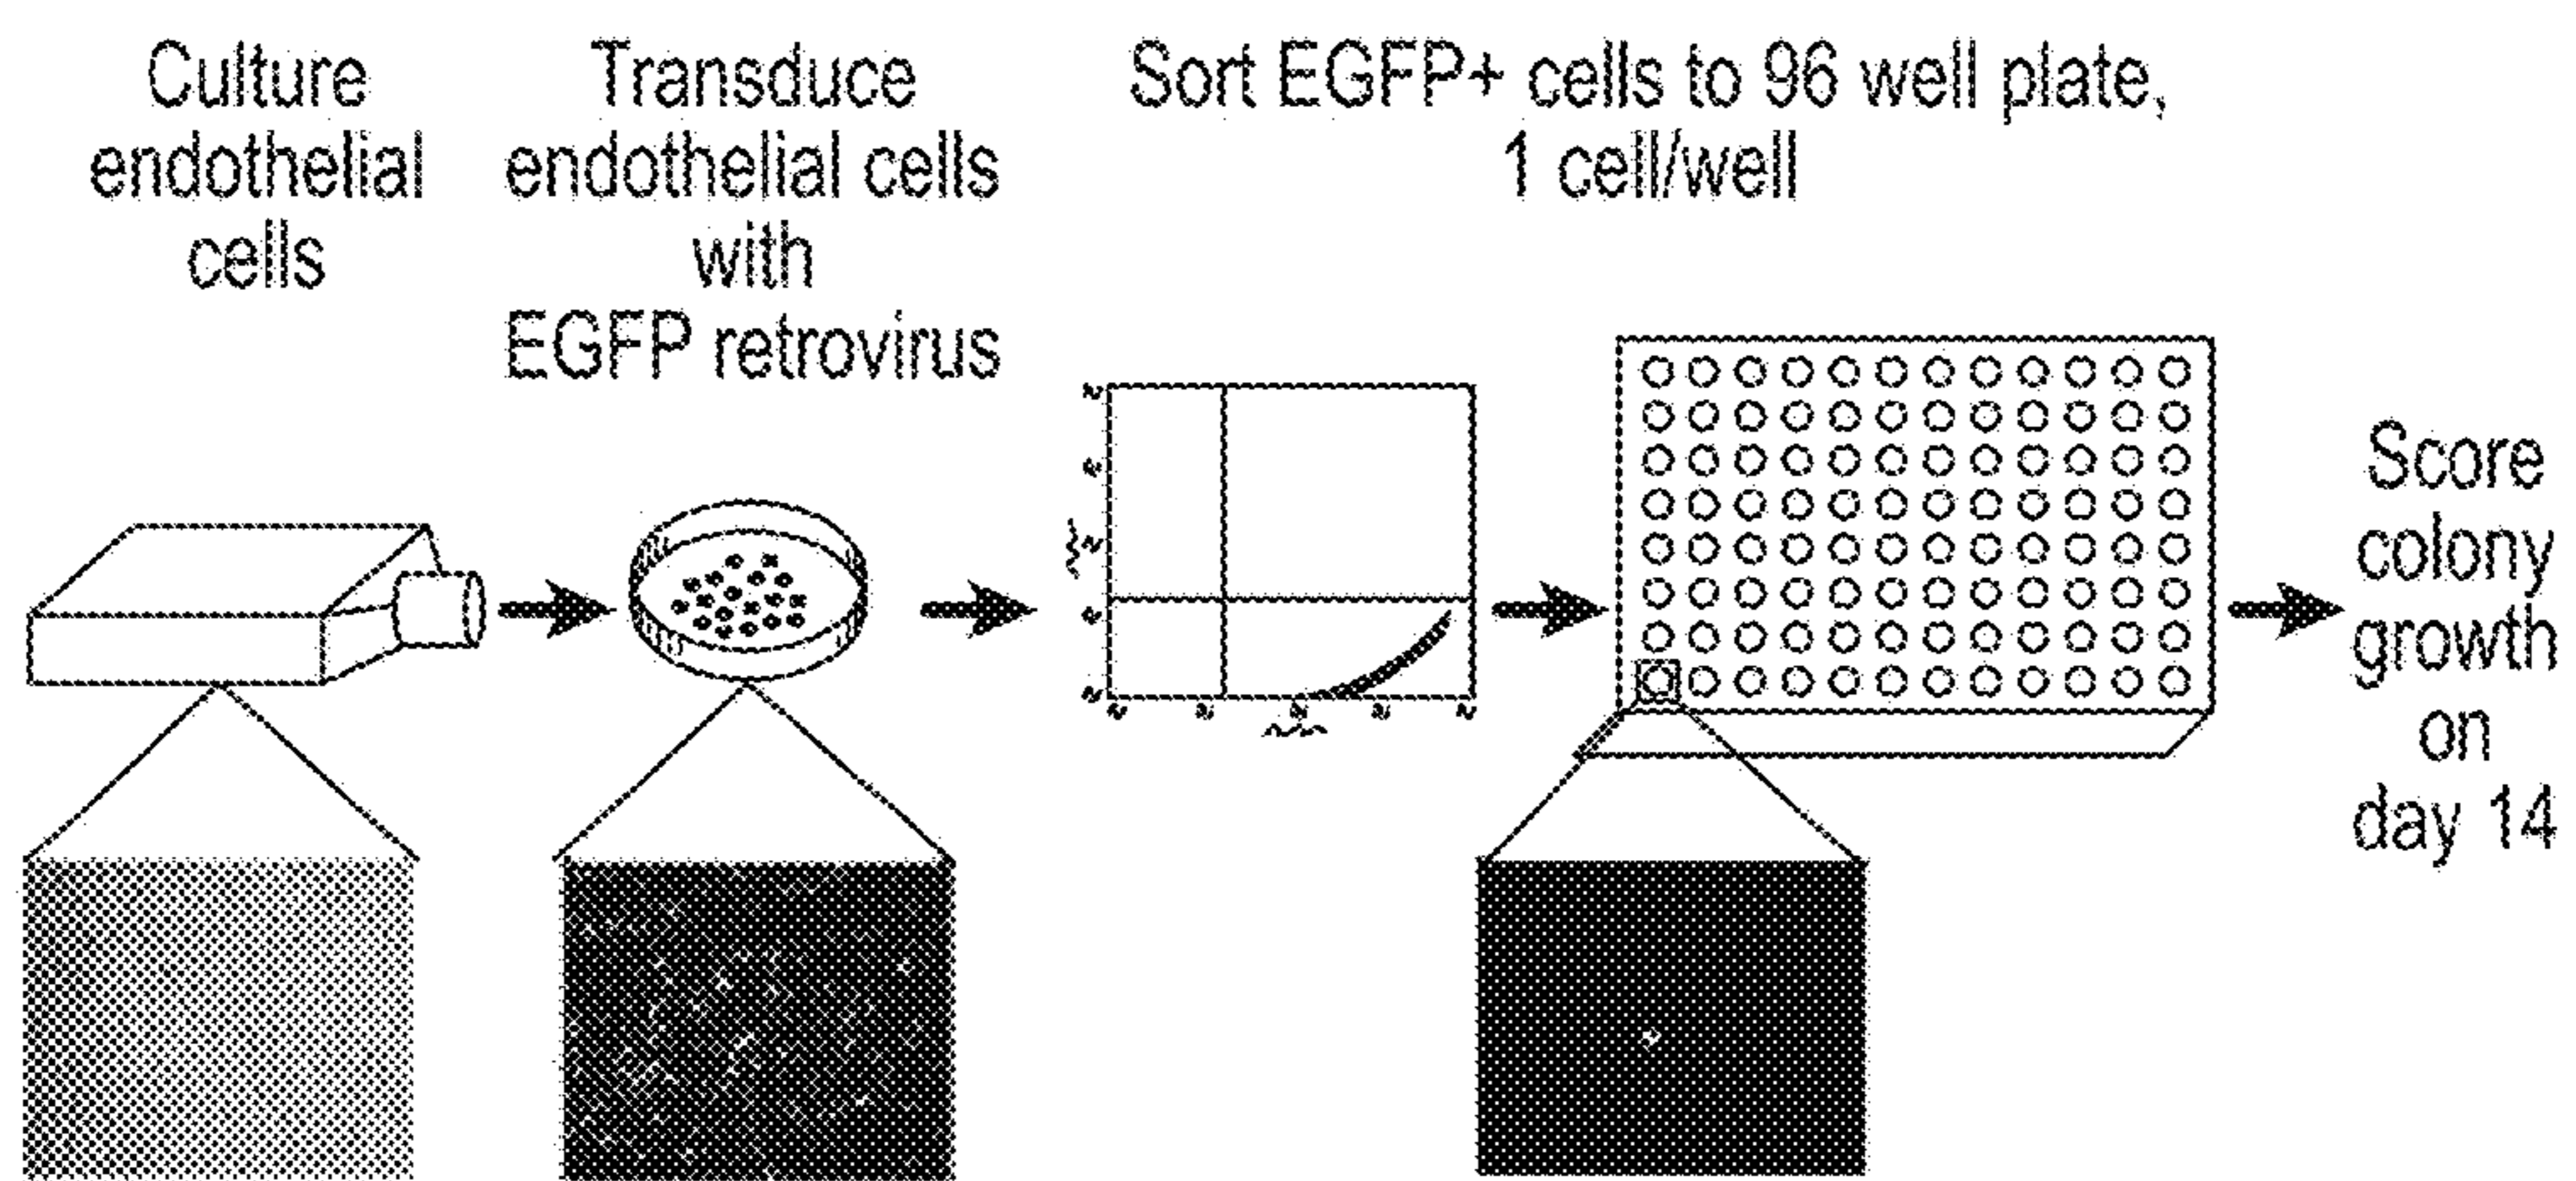 Culture
endothelial
cells
Transduce
endothelial cells
with
EGFP retrovirus
Sort EGFP+ cells to 96 well plate,
1 cell/well
Score
colony
growth
on
day 14